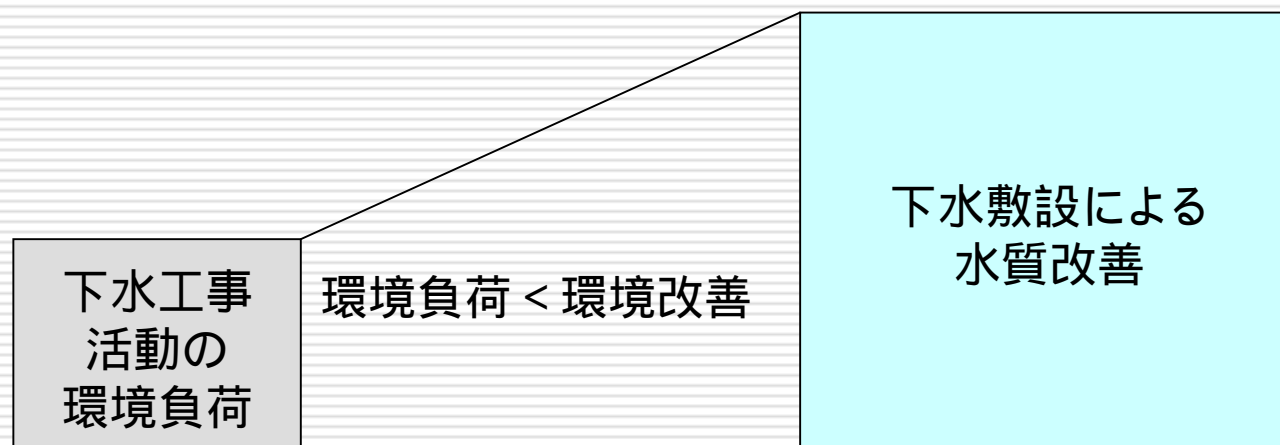 下水工事
活動の
環境負荷
環境負荷 < 環境改善
下水敷設による
水質改善